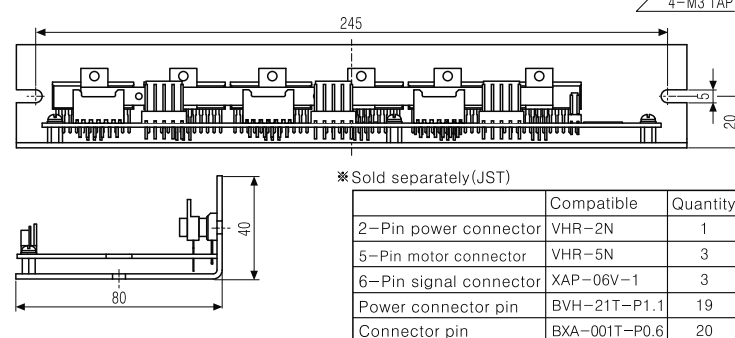 4-M3 TAP
245
5
20
※Sold separately(JST)
Compatible Quantity
2-Pin power connector VHR-2N 1
5-Pin motor connector VHR-5N 3
6-Pin signal connector XAP-06V-1 3
Power connector pin BVH-21T-P1.1 19
Connector pin BXA-001T-P0.6 20
40
80